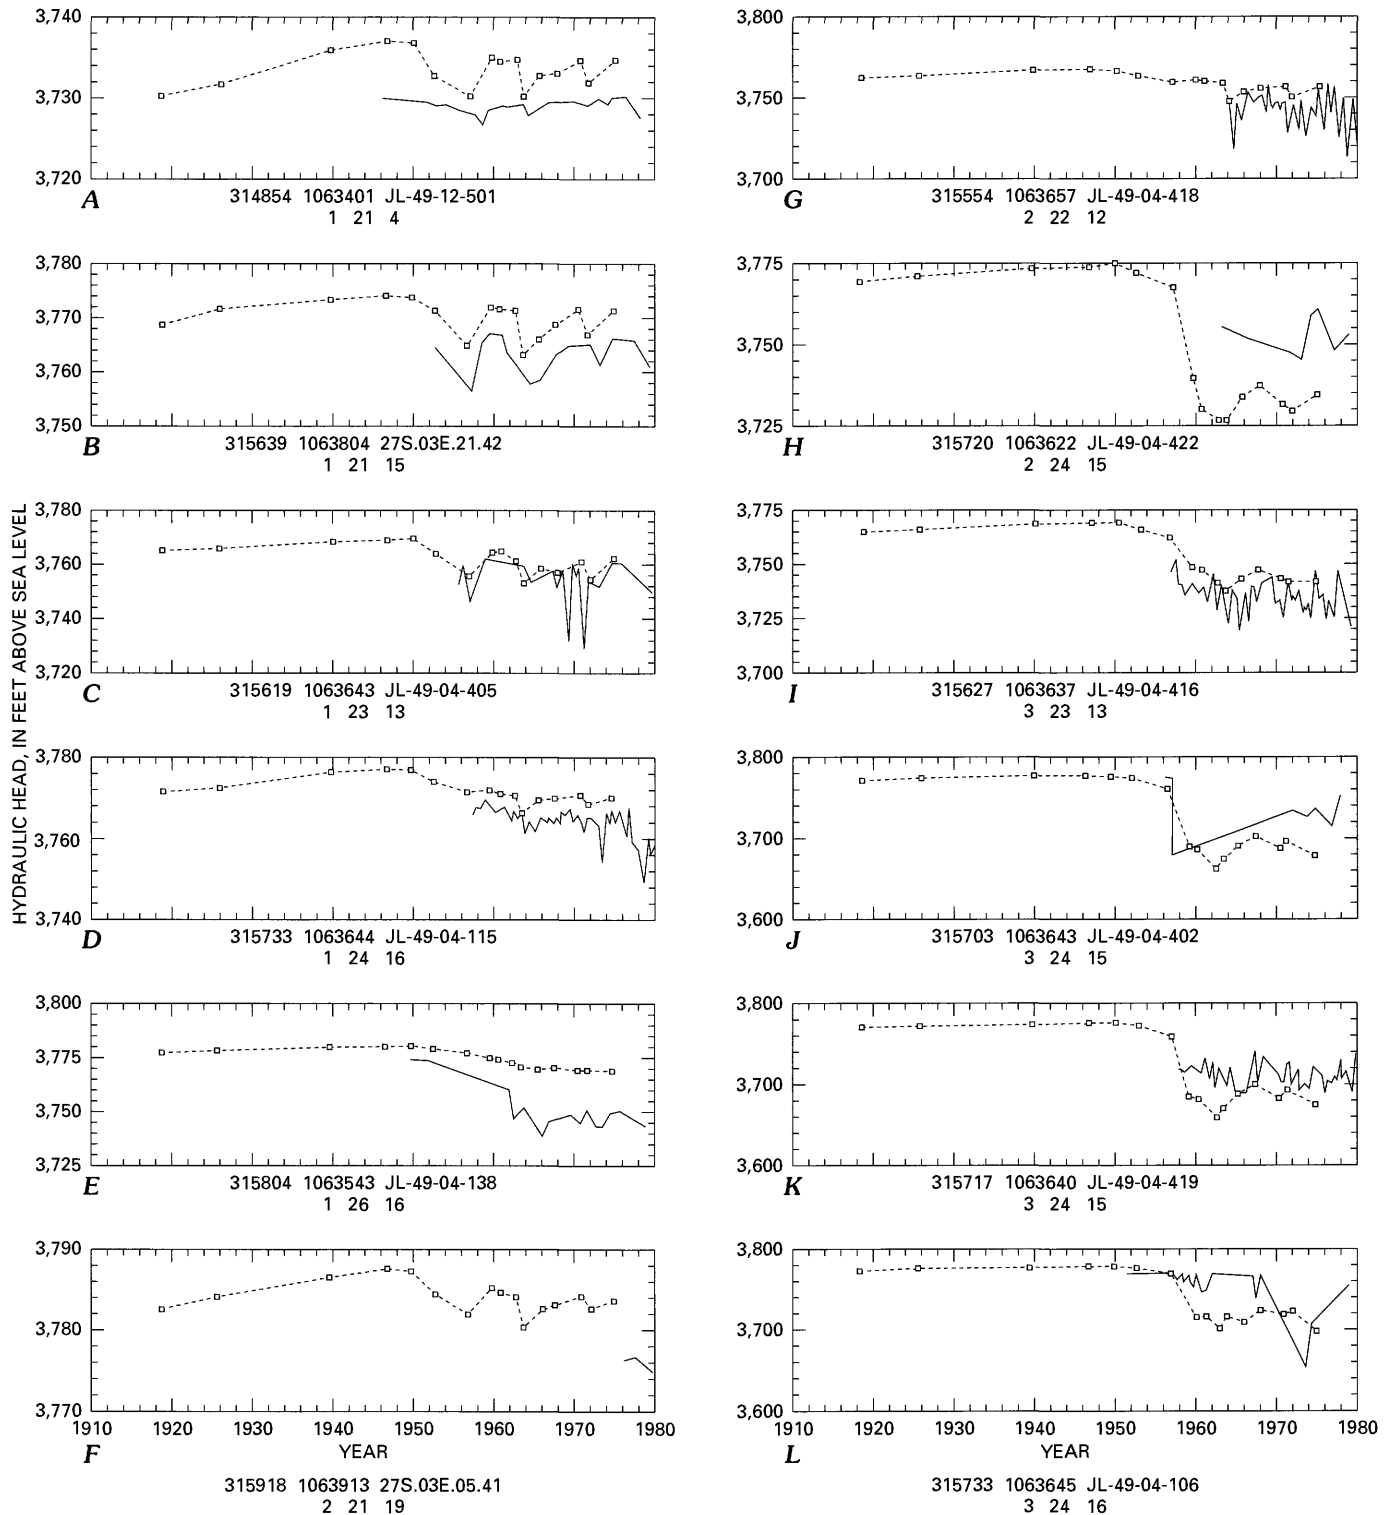 HYDRAULIC HEAD, IN FEET ABOVE SEA LEVEL
3,740
3,730
3,720
A
314854 1063401 JL-49-12-501
1 21 4
3,780
3,770
3,760
3,750
B
315639 1063804 27S.03E.21.42
1 21 15
3,780
3,760
3,740
3,720
C
315619 1063643 JL-49-04-405
1 23 13
3,780
3,760
3,740
D
315733 1063644 JL-49-04-115
1 24 16
3,800
3,775
3,750
3,725
E
315804 1063543 JL-49-04-138
1 26 16
3,790
3,780
3,770
1910 1920 1930 1940 1950 1960 1970 1980
YEAR
F
315918 1063913 27S.03E.05.41
2 21 19
3,800
3,750
3,700
G
315554 1063657 JL-49-04-418
2 22 12
3,775
3,750
3,725
H
315720 1063622 JL-49-04-422
2 24 15
3,775
3,750
3,725
3,700
I
315627 1063637 JL-49-04-416
3 23 13
3,800
3,700
3,600
J
315703 1063643 JL-49-04-402
3 24 15
3,800
3,700
3,600
K
315717 1063640 JL-49-04-419
3 24 15
3,800
3,700
3,600
1910 1920 1930 1940 1950 1960 1970 1980
YEAR
L
315733 1063645 JL-49-04-106
3 24 16